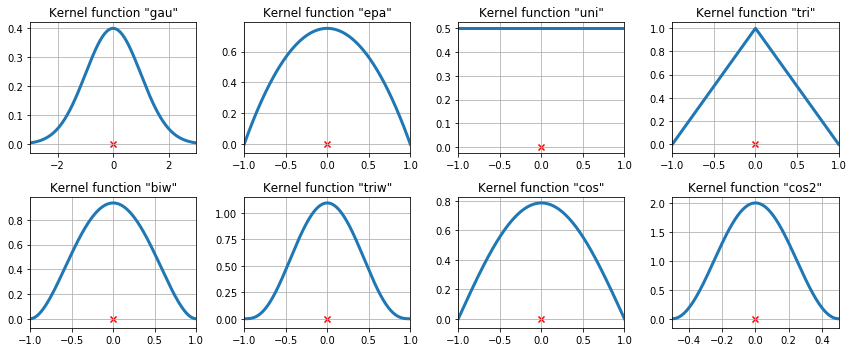 Kernel function "gau"
0.4
0.3
0.2
0.1
0.0
−2 0 2
Kernel function "epa"
0.6
0.4
0.2
0.0
−1.0 −0.5 0.0 0.5 1.0
Kernel function "uni"
0.5
0.4
0.3
0.2
0.1
0.0
−1.0 −0.5 0.0 0.5 1.0
Kernel function "tri"
1.0
0.8
0.6
0.4
0.2
0.0
−1.0 −0.5 0.0 0.5 1.0
Kernel function "biw"
0.8
0.6
0.4
0.2
0.0
−1.0 −0.5 0.0 0.5 1.0
Kernel function "triw"
1.00
0.75
0.50
0.25
0.00
−1.0 −0.5 0.0 0.5 1.0
Kernel function "cos"
0.8
0.6
0.4
0.2
0.0
−1.0 −0.5 0.0 0.5 1.0
Kernel function "cos2"
2.0
1.5
1.0
0.5
0.0
−0.4 −0.2 0.0 0.2 0.4